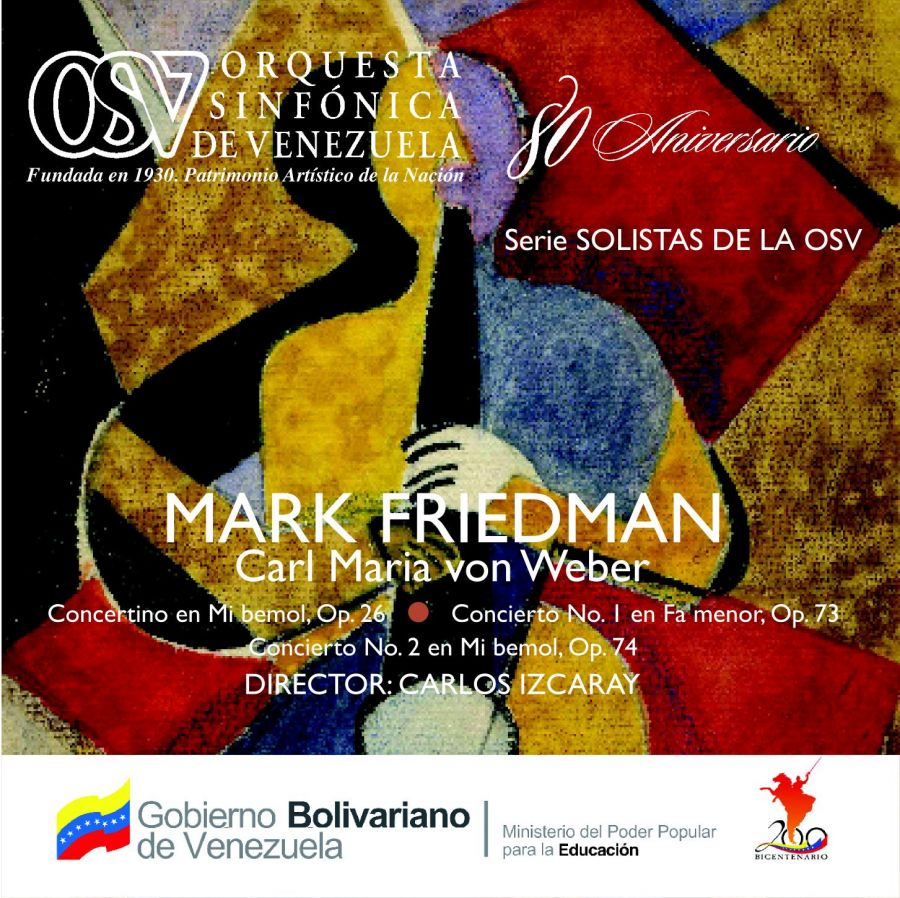 OSV
ORQUESTA
SINFÓNICA
DE VENEZUELA
Fundada en 1930. Patrimonio Artístico de la Nación
80 Aniversario
Serie SOLISTAS DE LA OSV
MARK FRIEDMAN
Carl Maria von Weber
Concertino en Mi bemol, Op. 26 ● Concierto No. 1 en Fa menor, Op. 73
Concierto No. 2 en Mi bemol, Op. 74
DIRECTOR: CARLOS IZCARAY
Gobierno Bolivariano
de Venezuela
Ministerio del Poder Popular
para la Educación
200
BICENTENARIO